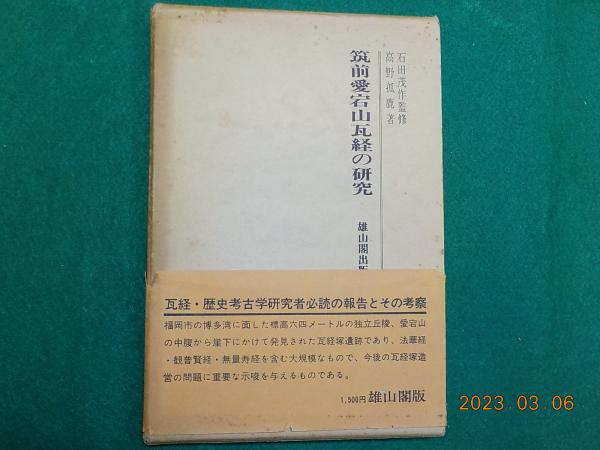 石田茂作監修
高野孤鹿著
筑前愛宕山瓦経の研究
雄山閣出版
瓦経・歴史考古学研究者必読の報告とその考察
福岡市の博多湾に面した標高六四メートルの独立丘陵、愛宕山
の中腹から崖下にかけて発見された瓦経塚遺跡であり、法華経
・観普賢経・無量寿経を含む大規模なもので、今後の瓦経塚造
営の問題に重要な示唆を与えるものである。
1,500円 雄山閣版
2023.03.06